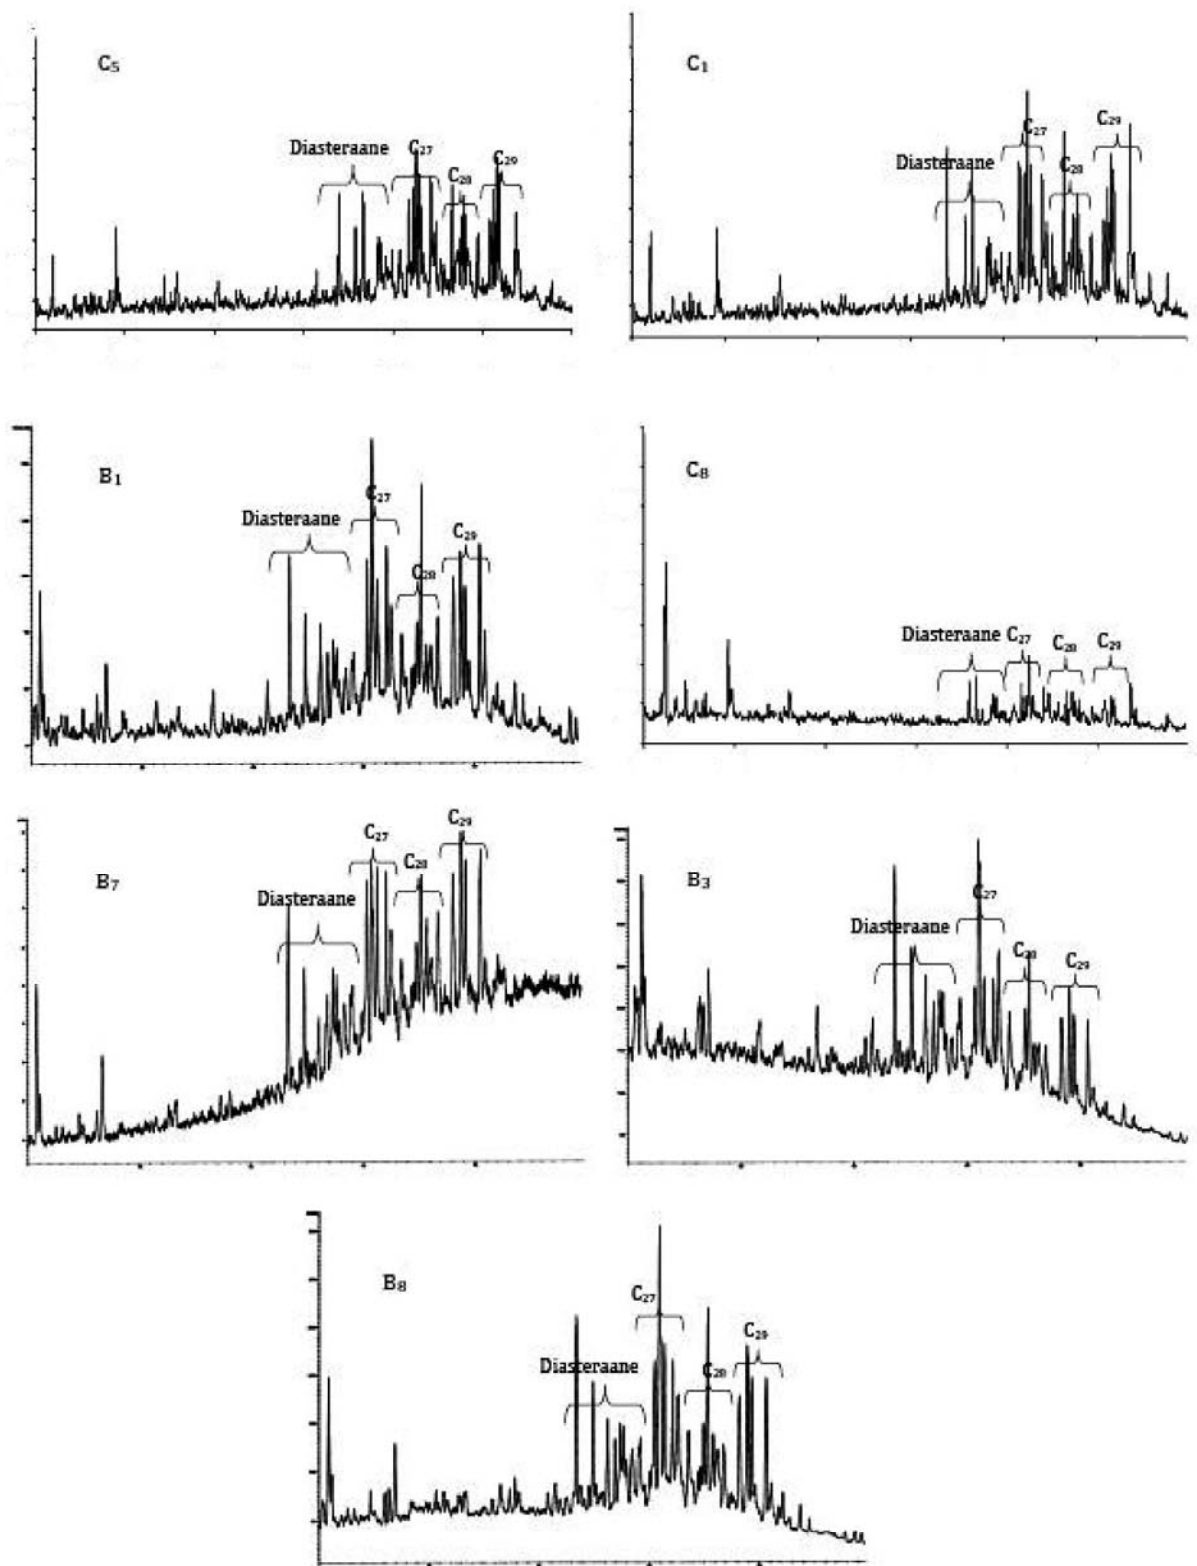 C₅
Diasteraane
C₂₇
C₂₈
C₂₉
C₁
Diasteraane
C₂₇
C₂₈
C₂₉
B₁
Diasteraane
C₂₇
C₂₈
C₂₉
C₈
Diasteraane
C₂₇
C₂₈
C₂₉
B₇
Diasteraane
C₂₇
C₂₈
C₂₉
B₃
Diasteraane
C₂₇
C₂₈
C₂₉
B₈
Diasteraane
C₂₇
C₂₈
C₂₉